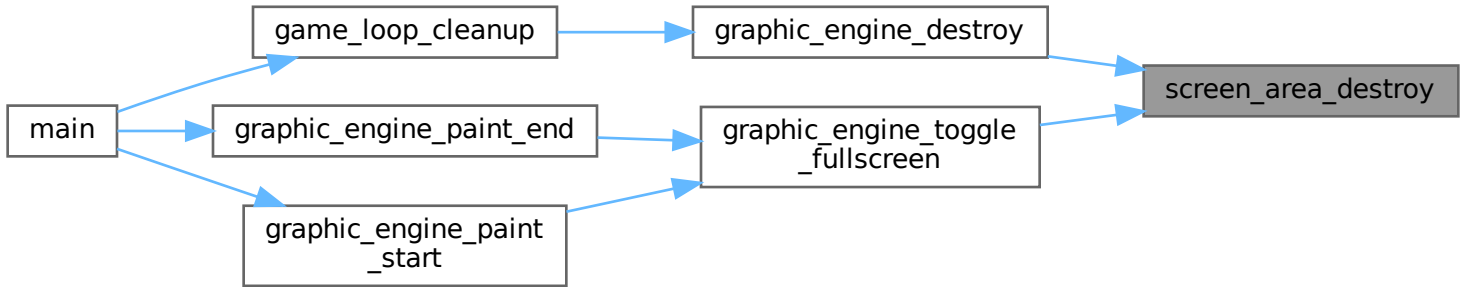 game_loop_cleanup
graphic_engine_destroy
screen_area_destroy
main
graphic_engine_paint_end
graphic_engine_toggle
_fullscreen
graphic_engine_paint
_start